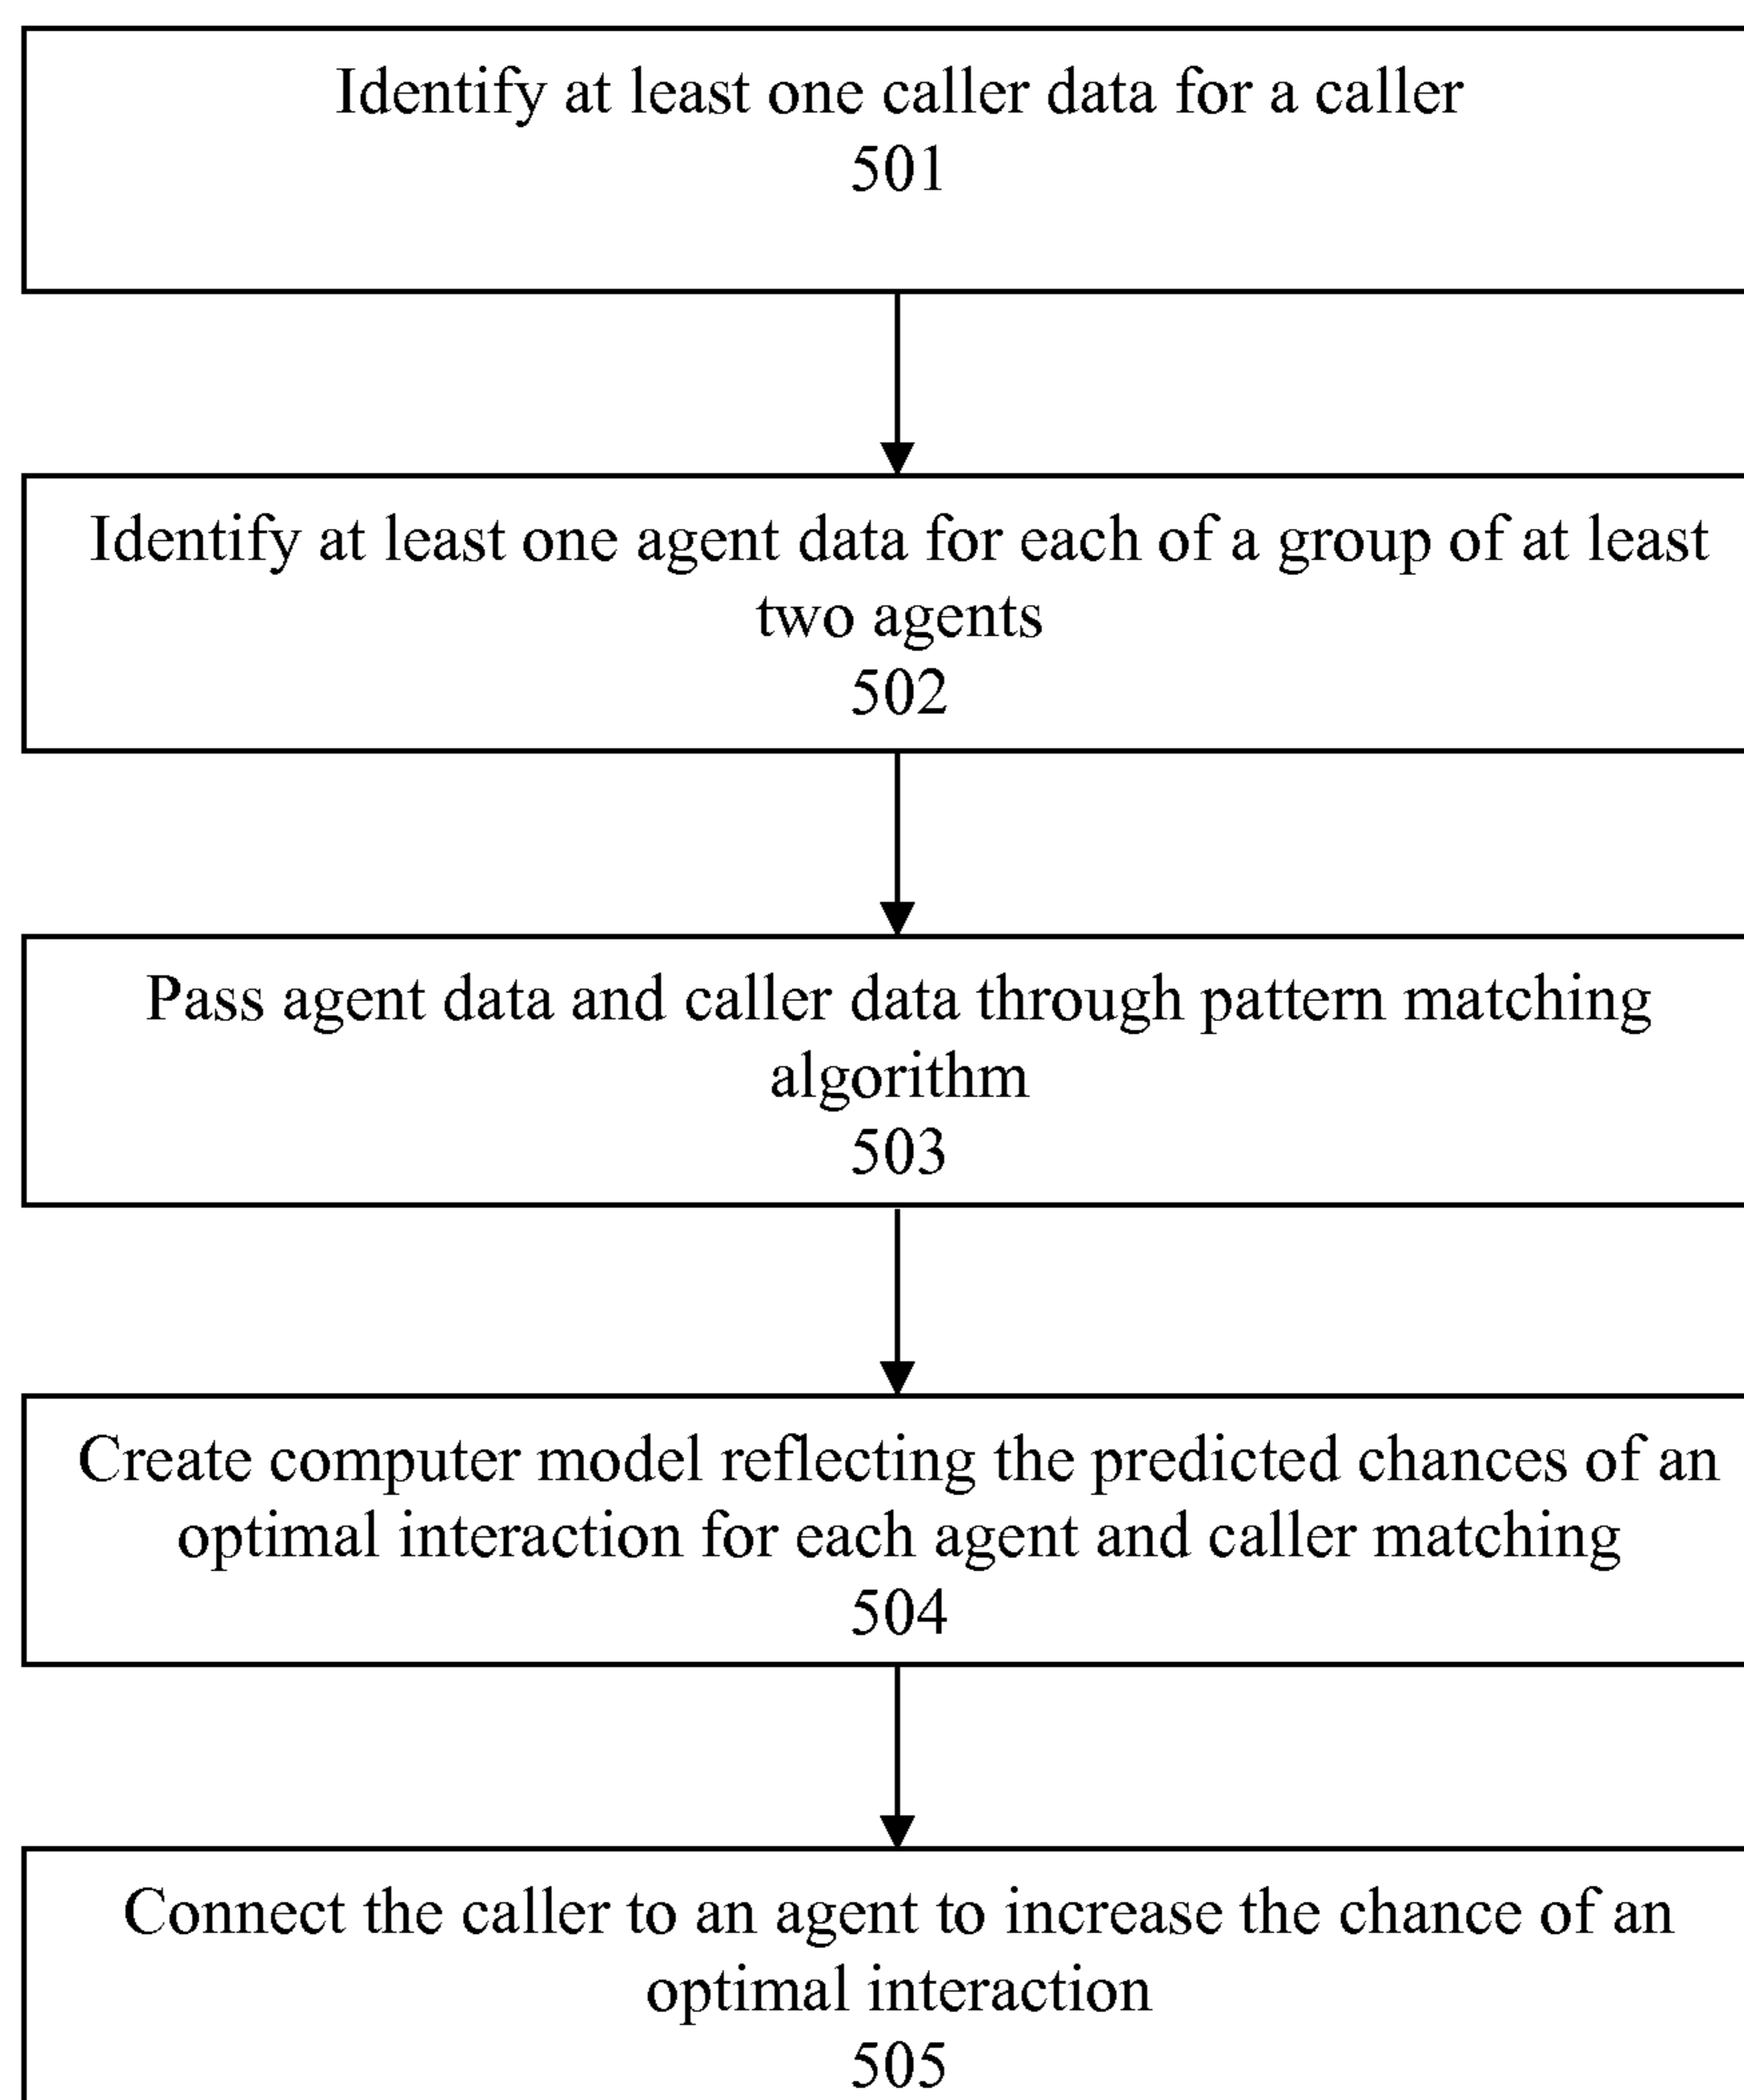 Identify at least one caller data for a caller
501
Identify at least one agent data for each of a group of at least
two agents
502
Pass agent data and caller data through pattern matching
algorithm
503
Create computer model reflecting the predicted chances of an
optimal interaction for each agent and caller matching
504
Connect the caller to an agent to increase the chance of an
optimal interaction
505